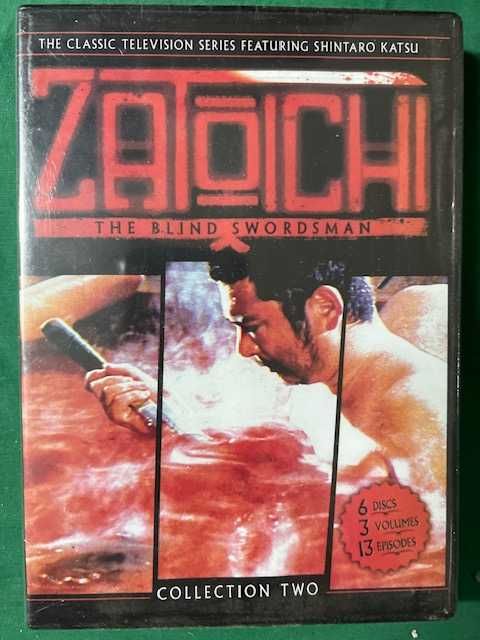 THE CLASSIC TELEVISION SERIES FEATURING SHINTARO KATSU
ZATOICHI
THE BLIND SWORDSMAN
6 DISCS
3 VOLUMES
13 EPISODES
COLLECTION TWO